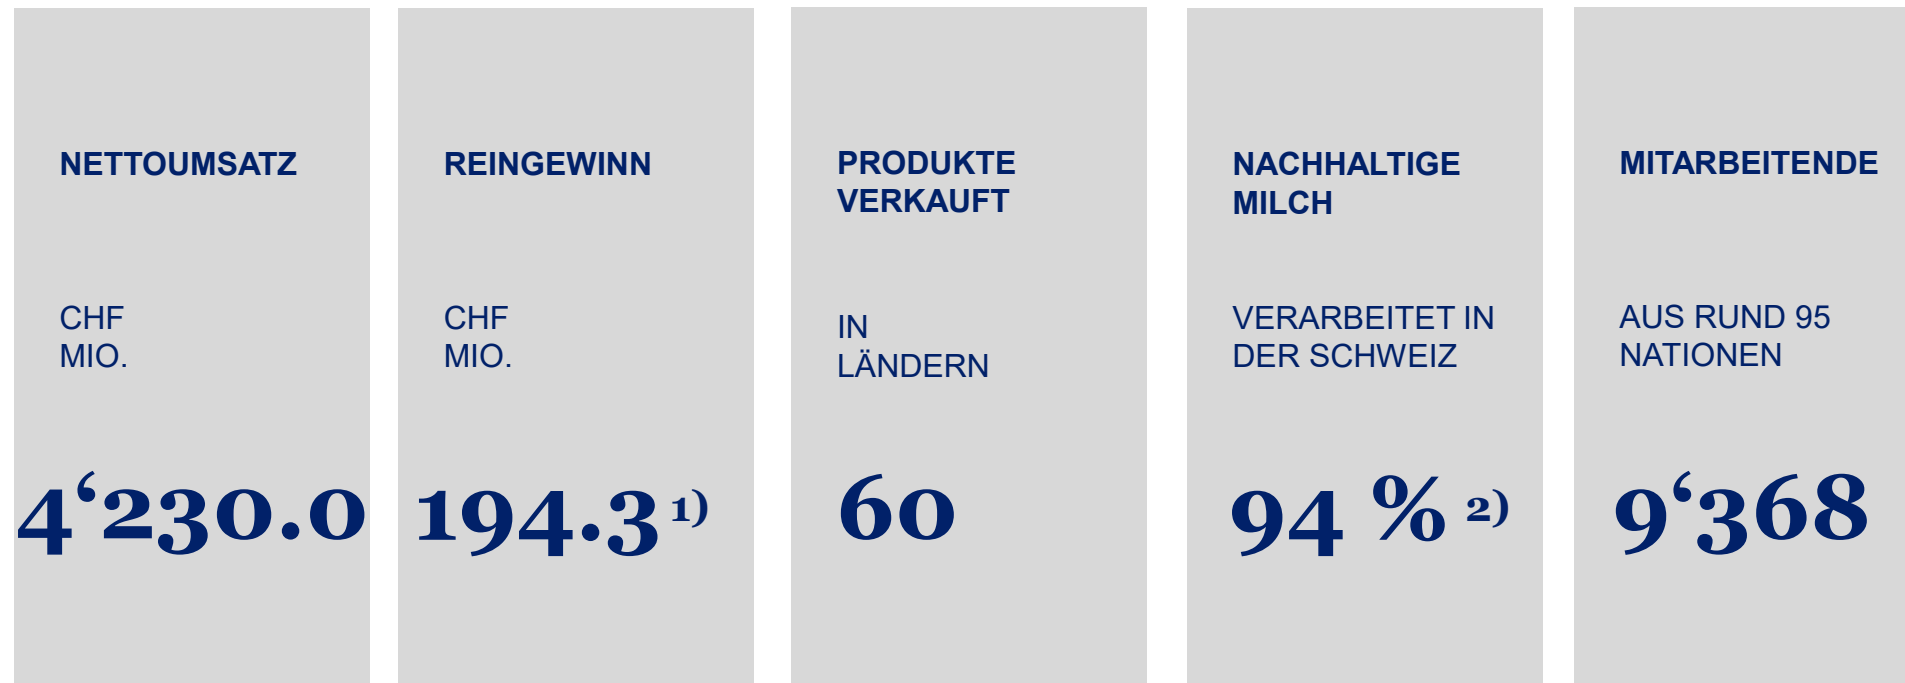 NETTOUMSATZ
CHF
MIO.
4‘230.0
REINGEWINN
CHF
MIO.
194.3 1)
PRODUKTE
VERKAUFT
IN
LÄNDERN
60
NACHHALTIGE
MILCH
VERARBEITET IN
DER SCHWEIZ
94 % 2)
MITARBEITENDE
AUS RUND 95
NATIONEN
9‘368